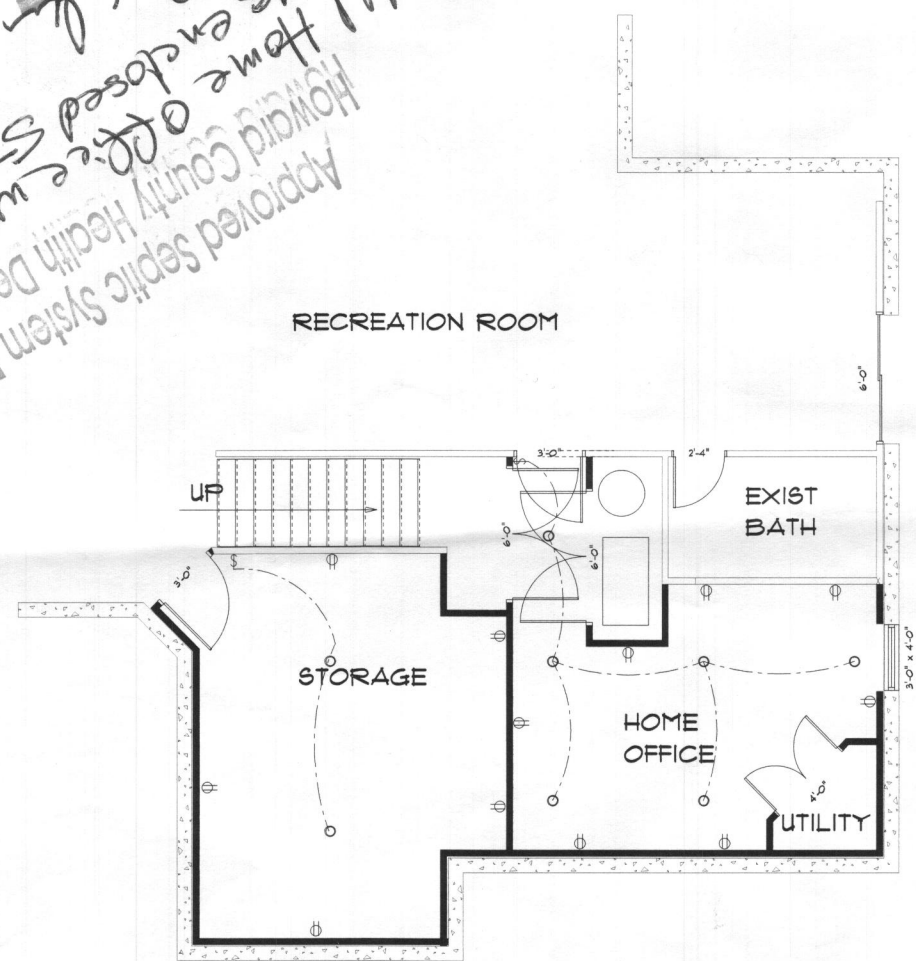 Approved Septic System
Howard County Health De
Home Office w
enclosed S
RECREATION ROOM
6'-0"
UP
3'-0"
2'-4"
EXIST
BATH
6'-0"
6'-0"
3'-0"
$
$
STORAGE
HOME
OFFICE
3'-0" x 4'-0"
4'-0"
UTILITY